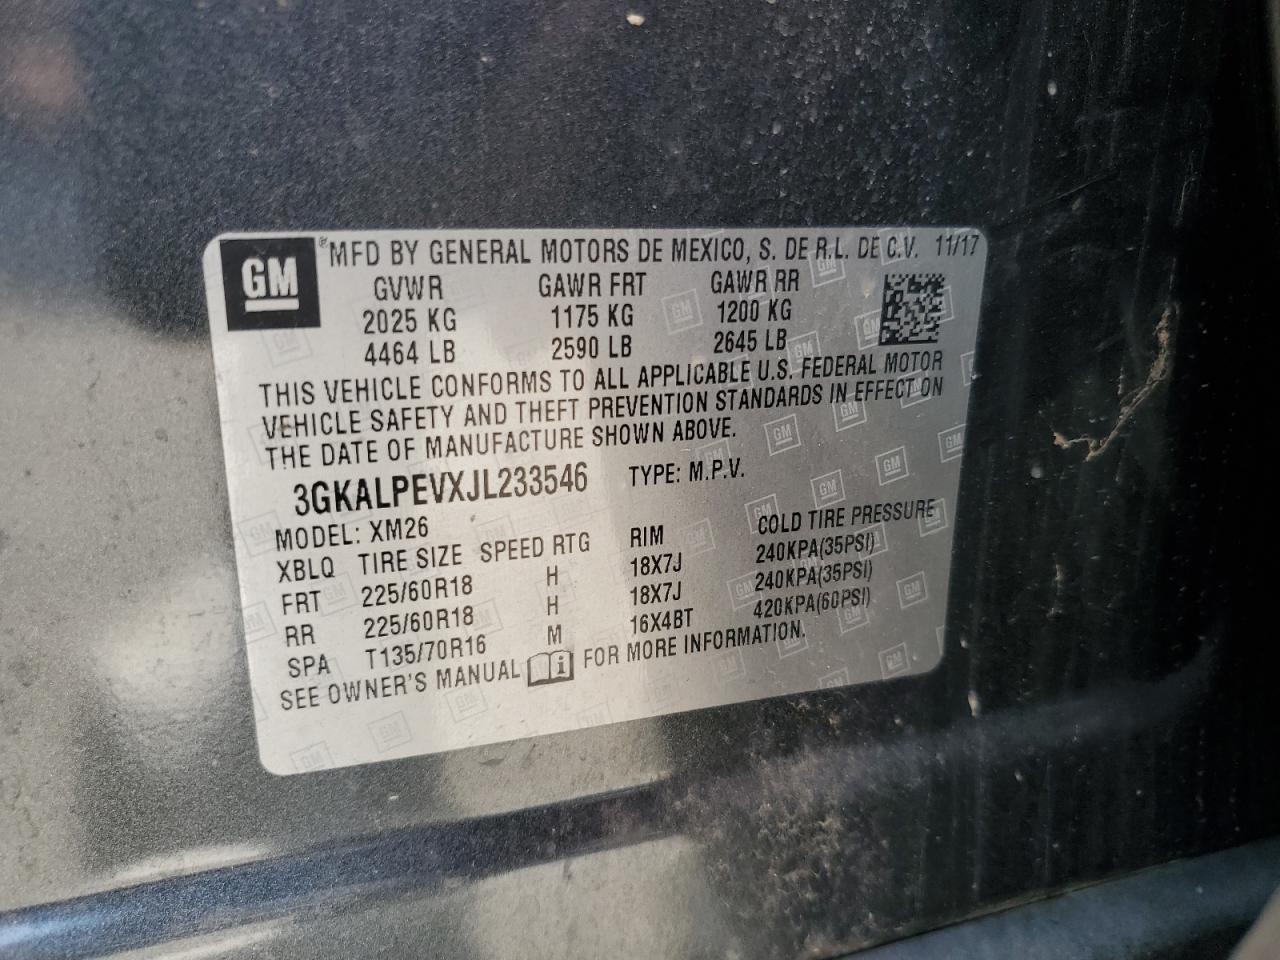 GM ® MFD BY GENERAL MOTORS DE MEXICO, S. DE R.L. DE C.V. 11/17
GVWR GAWR FRT GAWR RR
2025 KG 1175 KG 1200 KG
4464 LB 2590 LB 2645 LB
THIS VEHICLE CONFORMS TO ALL APPLICABLE U.S. FEDERAL MOTOR
VEHICLE SAFETY AND THEFT PREVENTION STANDARDS IN EFFECT ON
THE DATE OF MANUFACTURE SHOWN ABOVE.
3GKALPEVXJL233546 TYPE: M.P.V.
MODEL: XM26
XBLQ TIRE SIZE SPEED RTG RIM COLD TIRE PRESSURE
FRT 225/60R18 H 18X7J 240KPA(35PSI)
RR 225/60R18 H 18X7J 240KPA(35PSI)
SPA T135/70R16 M 16X4BT 420KPA(60PSI)
SEE OWNER'S MANUAL FOR MORE INFORMATION.